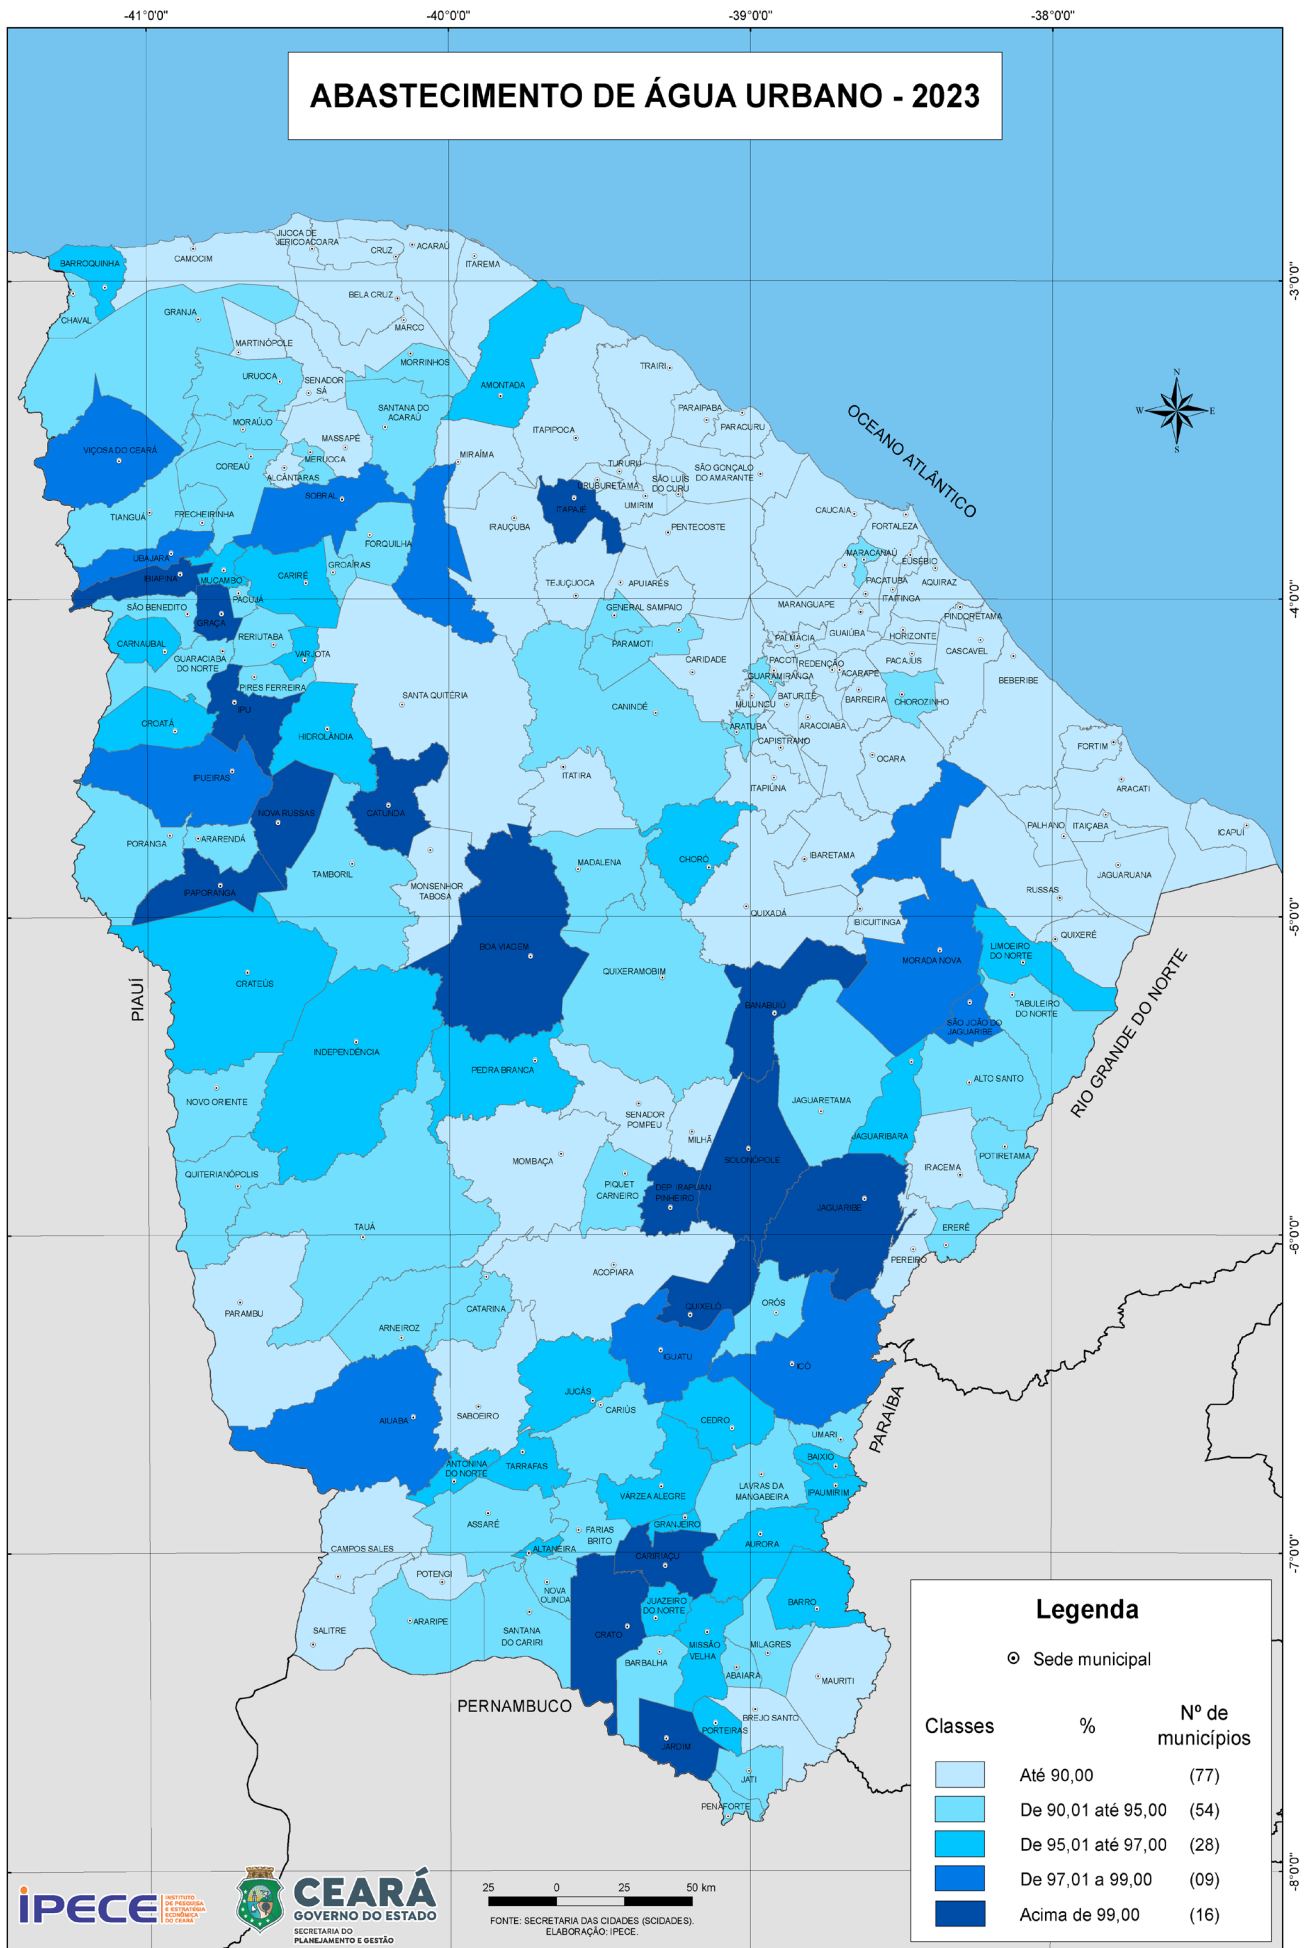 -41°0'0"
-40°0'0"
-39°0'0"
-38°0'0"
ABASTECIMENTO DE ÁGUA URBANO - 2023
-3°0'0"
-4°0'0"
-5°0'0"
-6°0'0"
-7°0'0"
-8°0'0"
N
W
E
S
OCEANO ATLÂNTICO
PIAUÍ
RIO GRANDE DO NORTE
PARAÍBA
PERNAMBUCO
JIJOCA DE
JERICOACOARA
BARROQUINHA
CAMOCIM
CRUZ
ACARAÚ
ITAREMA
CHAVAL
GRANJA
BELA CRUZ
MARCO
MARTINÓPOLE
MORRINHOS
URUOCA
SENADOR
SÁ
AMONTADA
TRAIRI
SANTANA DO
ACARAÚ
PARAIPABA
PARACURU
MORAÚJO
MASSAPÊ
ITAPIPOCA
VIÇOSA DO CEARÁ
COREAÚ
MERUOCA
ALCÂNTARAS
MIRAÍMA
TURURU
URUBURETAMA
SÃO LUÍS
DO CURU
SÃO GONÇALO
DO AMARANTE
SOBRAL
UMIRIM
ITAPAJÉ
TIANGUÁ
FRECHEIRINHA
IRAUÇUBA
PENTECOSTE
CAUCAIA
FORTALEZA
UBAJARA
FORQUILHA
MARACANAÚ
EUSÉBIO
IBIAPINA
MUCAMBO
CARIRÉ
GROAÍRAS
TEJUÇUOCA
APUIARÉS
PACATUBA
AQUIRAZ
ITAITINGA
PACUJÁ
SÃO BENEDITO
GENERAL SAMPAIO
MARANGUAPE
PINDORETAMA
GRAÇA
GUAIÚBA
HORIZONTE
CARNAUBAL
RERIUTABA
VARJOTA
PARAMOTI
PALMÁCIA
CASCAVEL
GUARACIABA
DO NORTE
CARIDADE
PACOTI
REDENÇÃO
ACARAPE
PACAJUS
GUARAMIRANGA
BEBERIBE
PIRES FERREIRA
SANTA QUITÉRIA
CANINDÉ
MULUNGU
BATURITÉ
BARREIRA
CHOROZINHO
IPU
CROATÁ
HIDROLÂNDIA
ARATUBA
ARACOIABA
CAPISTRANO
FORTIM
OCARA
IPUEIRAS
ITATIRA
ITAPIÚNA
ARACATI
NOVA RUSSAS
CATUNDA
PALHANO
ITAIÇABA
ICAPUÍ
PORANGA
ARARENDÁ
TAMBORIL
MADALENA
CHORÓ
IBARETAMA
JAGUARUANA
IPAPORANGA
MONSENHOR
TABOSA
QUIXADÁ
IBICUITINGA
RUSSAS
QUIXERÉ
BOA VIAGEM
MORADA NOVA
LIMOEIRO
DO NORTE
CRATEÚS
QUIXERAMOBIM
BANABUIÚ
TABULEIRO
DO NORTE
SÃO JOÃO DO
JAGUARIBE
INDEPENDÊNCIA
PEDRA BRANCA
NOVO ORIENTE
JAGUARETAMA
ALTO SANTO
SENADOR
POMPEU
MILHÃ
JAGUARIBARA
MOMBAÇA
SOLONÓPOLE
POTIRETAMA
IRACEMA
QUITERIANÓPOLIS
PIQUET
CARNEIRO
DEP. IRAPUAN
PINHEIRO
JAGUARIBE
TAUÁ
ERERÊ
PEREIRO
ACOPIARA
PARAMBU
CATARINA
QUIXELÔ
ORÓS
ARNEIROZ
IGUATU
ICÓ
AIUABA
SABOEIRO
JUCÁS
CARIÚS
CEDRO
UMARI
ANTONINA
DO NORTE
TARRAFAS
BAIXIO
VÁRZEA ALEGRE
LAVRAS DA
MANGABEIRA
IPAUMIRIM
ASSARÉ
FARIAS
BRITO
GRANJEIRO
CAMPOS SALES
ALTANEIRA
CARIRIAÇU
AURORA
POTENGI
NOVA
OLINDA
JUAZEIRO
DO NORTE
BARRO
SALITRE
ARARIPE
SANTANA
DO CARIRI
CRATO
MISSÃO
VELHA
MILAGRES
BARBALHA
ABAIARA
MAURITI
BREJO SANTO
PORTEIRAS
JARDIM
JATI
PENAFORTE
Legenda
Sede municipal
Classes
%
Nº de
municípios
Até 90,00 (77)
De 90,01 até 95,00 (54)
De 95,01 até 97,00 (28)
De 97,01 a 99,00 (09)
Acima de 99,00 (16)
25 0 25 50 km
FONTE: SECRETARIA DAS CIDADES (SCIDADES).
ELABORAÇÃO: IPECE.
iPECE
INSTITUTO
DE PESQUISA
E ESTRATÉGIA
ECONÔMICA
DO CEARÁ
CEARÁ
GOVERNO DO ESTADO
SECRETARIA DO
PLANEJAMENTO E GESTÃO